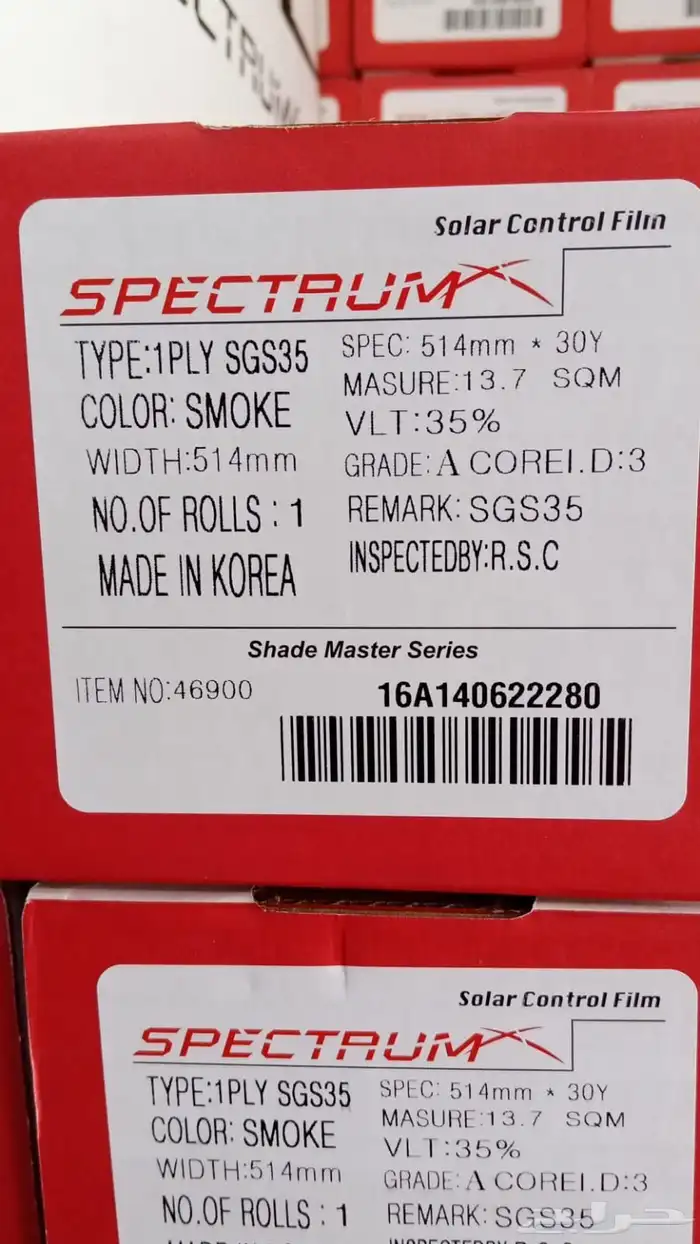 Solar Control Film
SPECTRUM
TYPE:1PLY SGS35
COLOR: SMOKE
WIDTH:514mm
NO.OF ROLLS : 1
MADE IN KOREA
SPEC: 514mm * 30Y
MASURE:13.7 SQM
VLT:35%
GRADE: A COREI.D:3
REMARK: SGS35
INSPECTEDBY:R.S.C
Shade Master Series
ITEM NO:46900
16A140622280
Solar Control Film
SPECTRUM
TYPE:1PLY SGS35
COLOR: SMOKE
WIDTH:514mm
NO.OF ROLLS : 1
SPEC: 514mm * 30Y
MASURE:13.7 SQM
VLT:35%
GRADE: A COREI.D:3
REMARK: SGS35
حراج